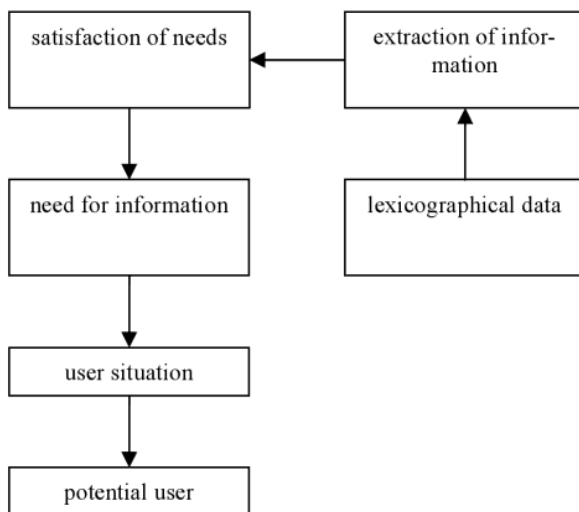 satisfaction of needs
extraction of infor-
mation
need for information
lexicographical data
user situation
potential user